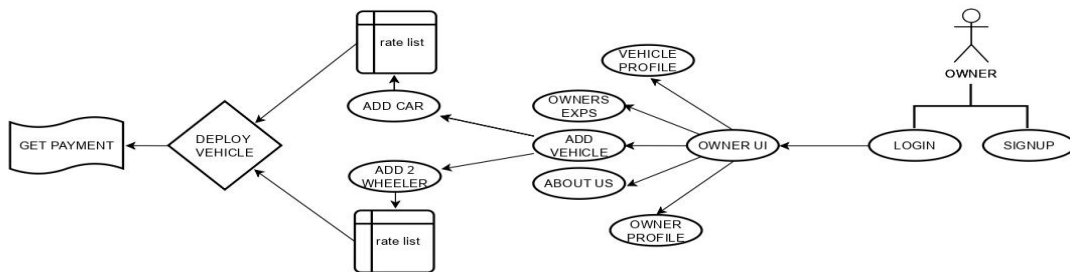 rate list
VEHICLE
PROFILE
OWNER
ADD CAR
OWNERS
EXPS
GET PAYMENT
DEPLOY
VEHICLE
ADD
VEHICLE
OWNER UI
LOGIN
SIGNUP
ADD 2
WHEELER
ABOUT US
rate list
OWNER
PROFILE